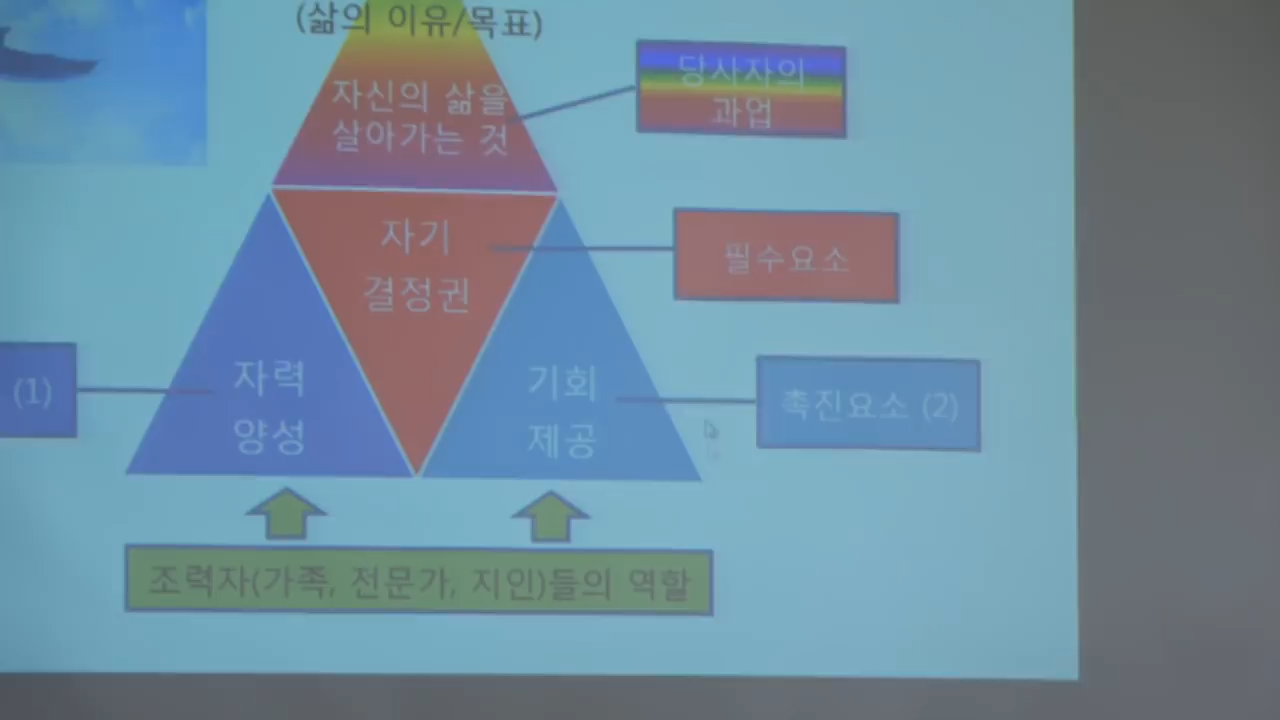 (삶의 이유/목표)
자신의 삶을
살아가는 것
당사자의
과업
자기
결정권
필수요소
(1)
자력
양성
기회
제공
촉진요소 (2)
조력자(가족, 전문가, 지인)들의 역할